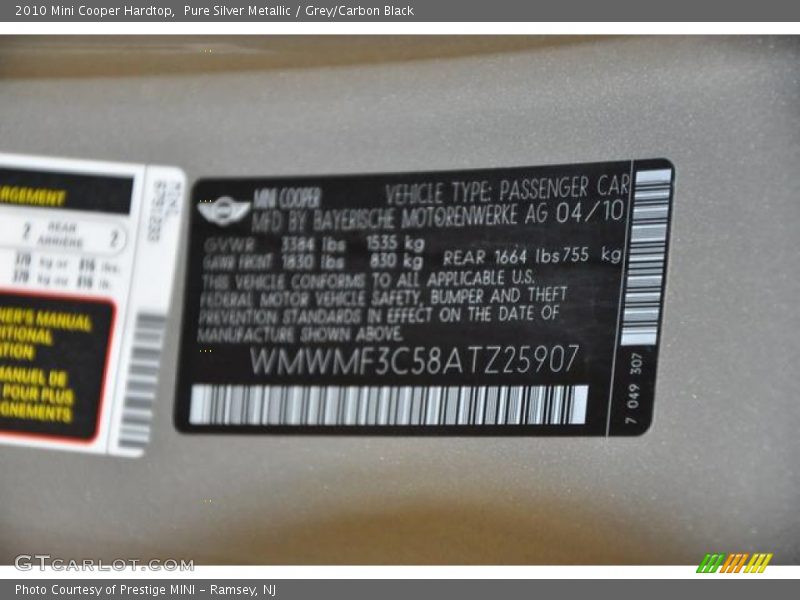 2010 Mini Cooper Hardtop,  Pure Silver Metallic / Grey/Carbon Black
RGEMENT
2 REAR ARRIÈRE 2
NER'S MANUAL
ITIONAL
TION
MANUEL DE
POUR PLUS
GNEMENTS
MINI COOPER VEHICLE TYPE: PASSENGER CAR
MFD BY BAYERISCHE MOTORENWERKE AG 04/10
GVWR 3384 lbs 1535 kg
GAWR FRONT 1830 lbs 830 kg REAR 1664 lbs 755 kg
THIS VEHICLE CONFORMS TO ALL APPLICABLE U.S.
FEDERAL MOTOR VEHICLE SAFETY, BUMPER AND THEFT
PREVENTION STANDARDS IN EFFECT ON THE DATE OF
MANUFACTURE SHOWN ABOVE.
WMWMF3C58ATZ25907
7 049 307
GTCARLOT.COM
Photo Courtesy of Prestige MINI - Ramsey, NJ